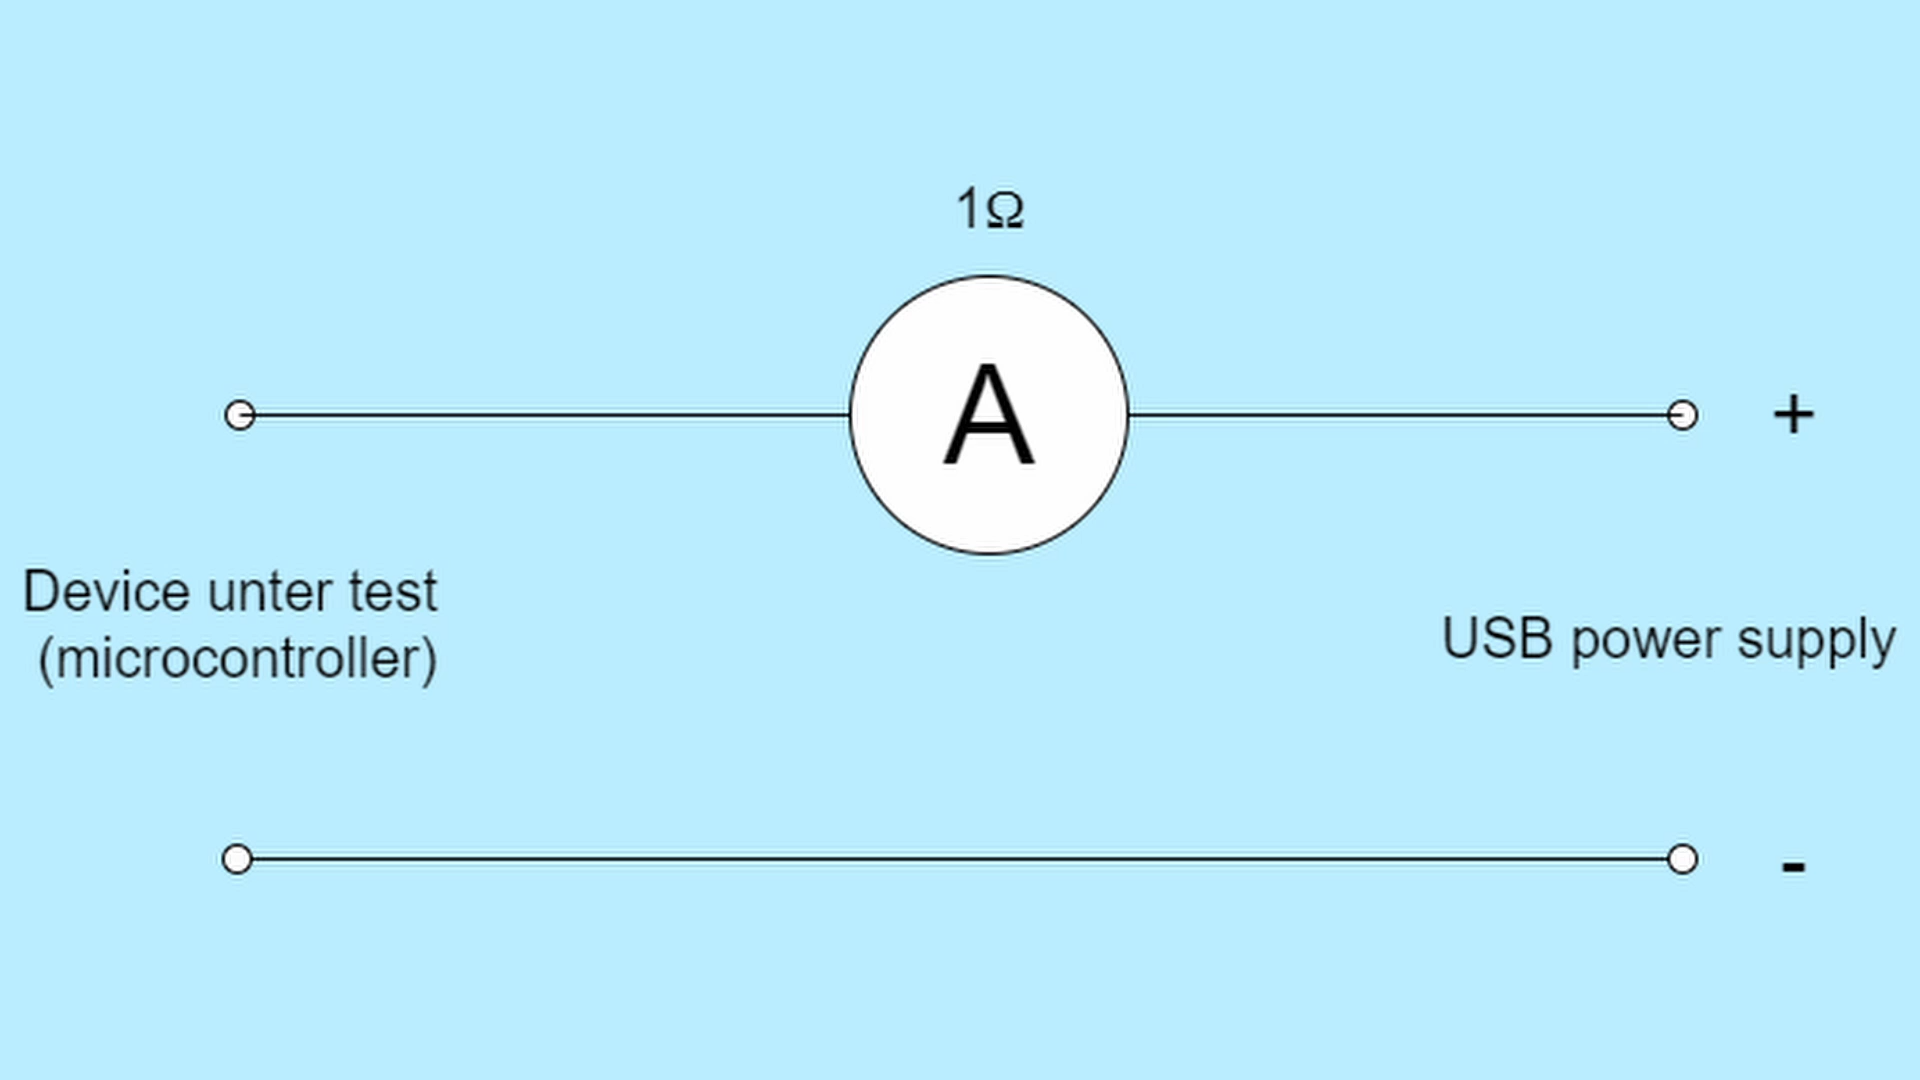 1Ω
A
+
Device unter test
(microcontroller)
USB power supply
-